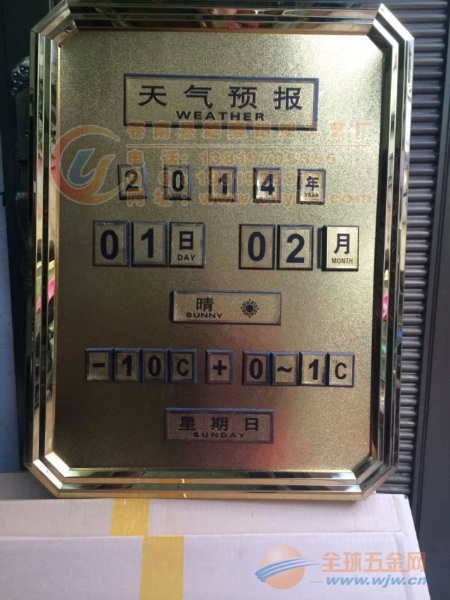 天气预报
WEATHER
2014年
YEAR
01日 02月
DAY MONTH
晴
SUNNY
-10C+0~1C
星期日
SUNDAY
全球五金网
www.wjw.cn